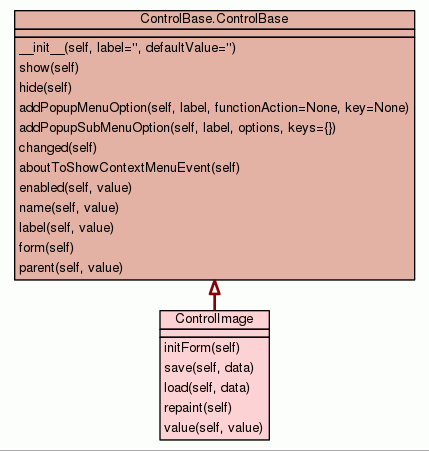 ControlBase.ControlBase
__init__(self, label='', defaultValue='')
show(self)
hide(self)
addPopupMenuOption(self, label, functionAction=None, key=None)
addPopupSubMenuOption(self, label, options, keys={})
changed(self)
aboutToShowContextMenuEvent(self)
enabled(self, value)
name(self, value)
label(self, value)
form(self)
parent(self, value)
ControlImage
initForm(self)
save(self, data)
load(self, data)
repaint(self)
value(self, value)